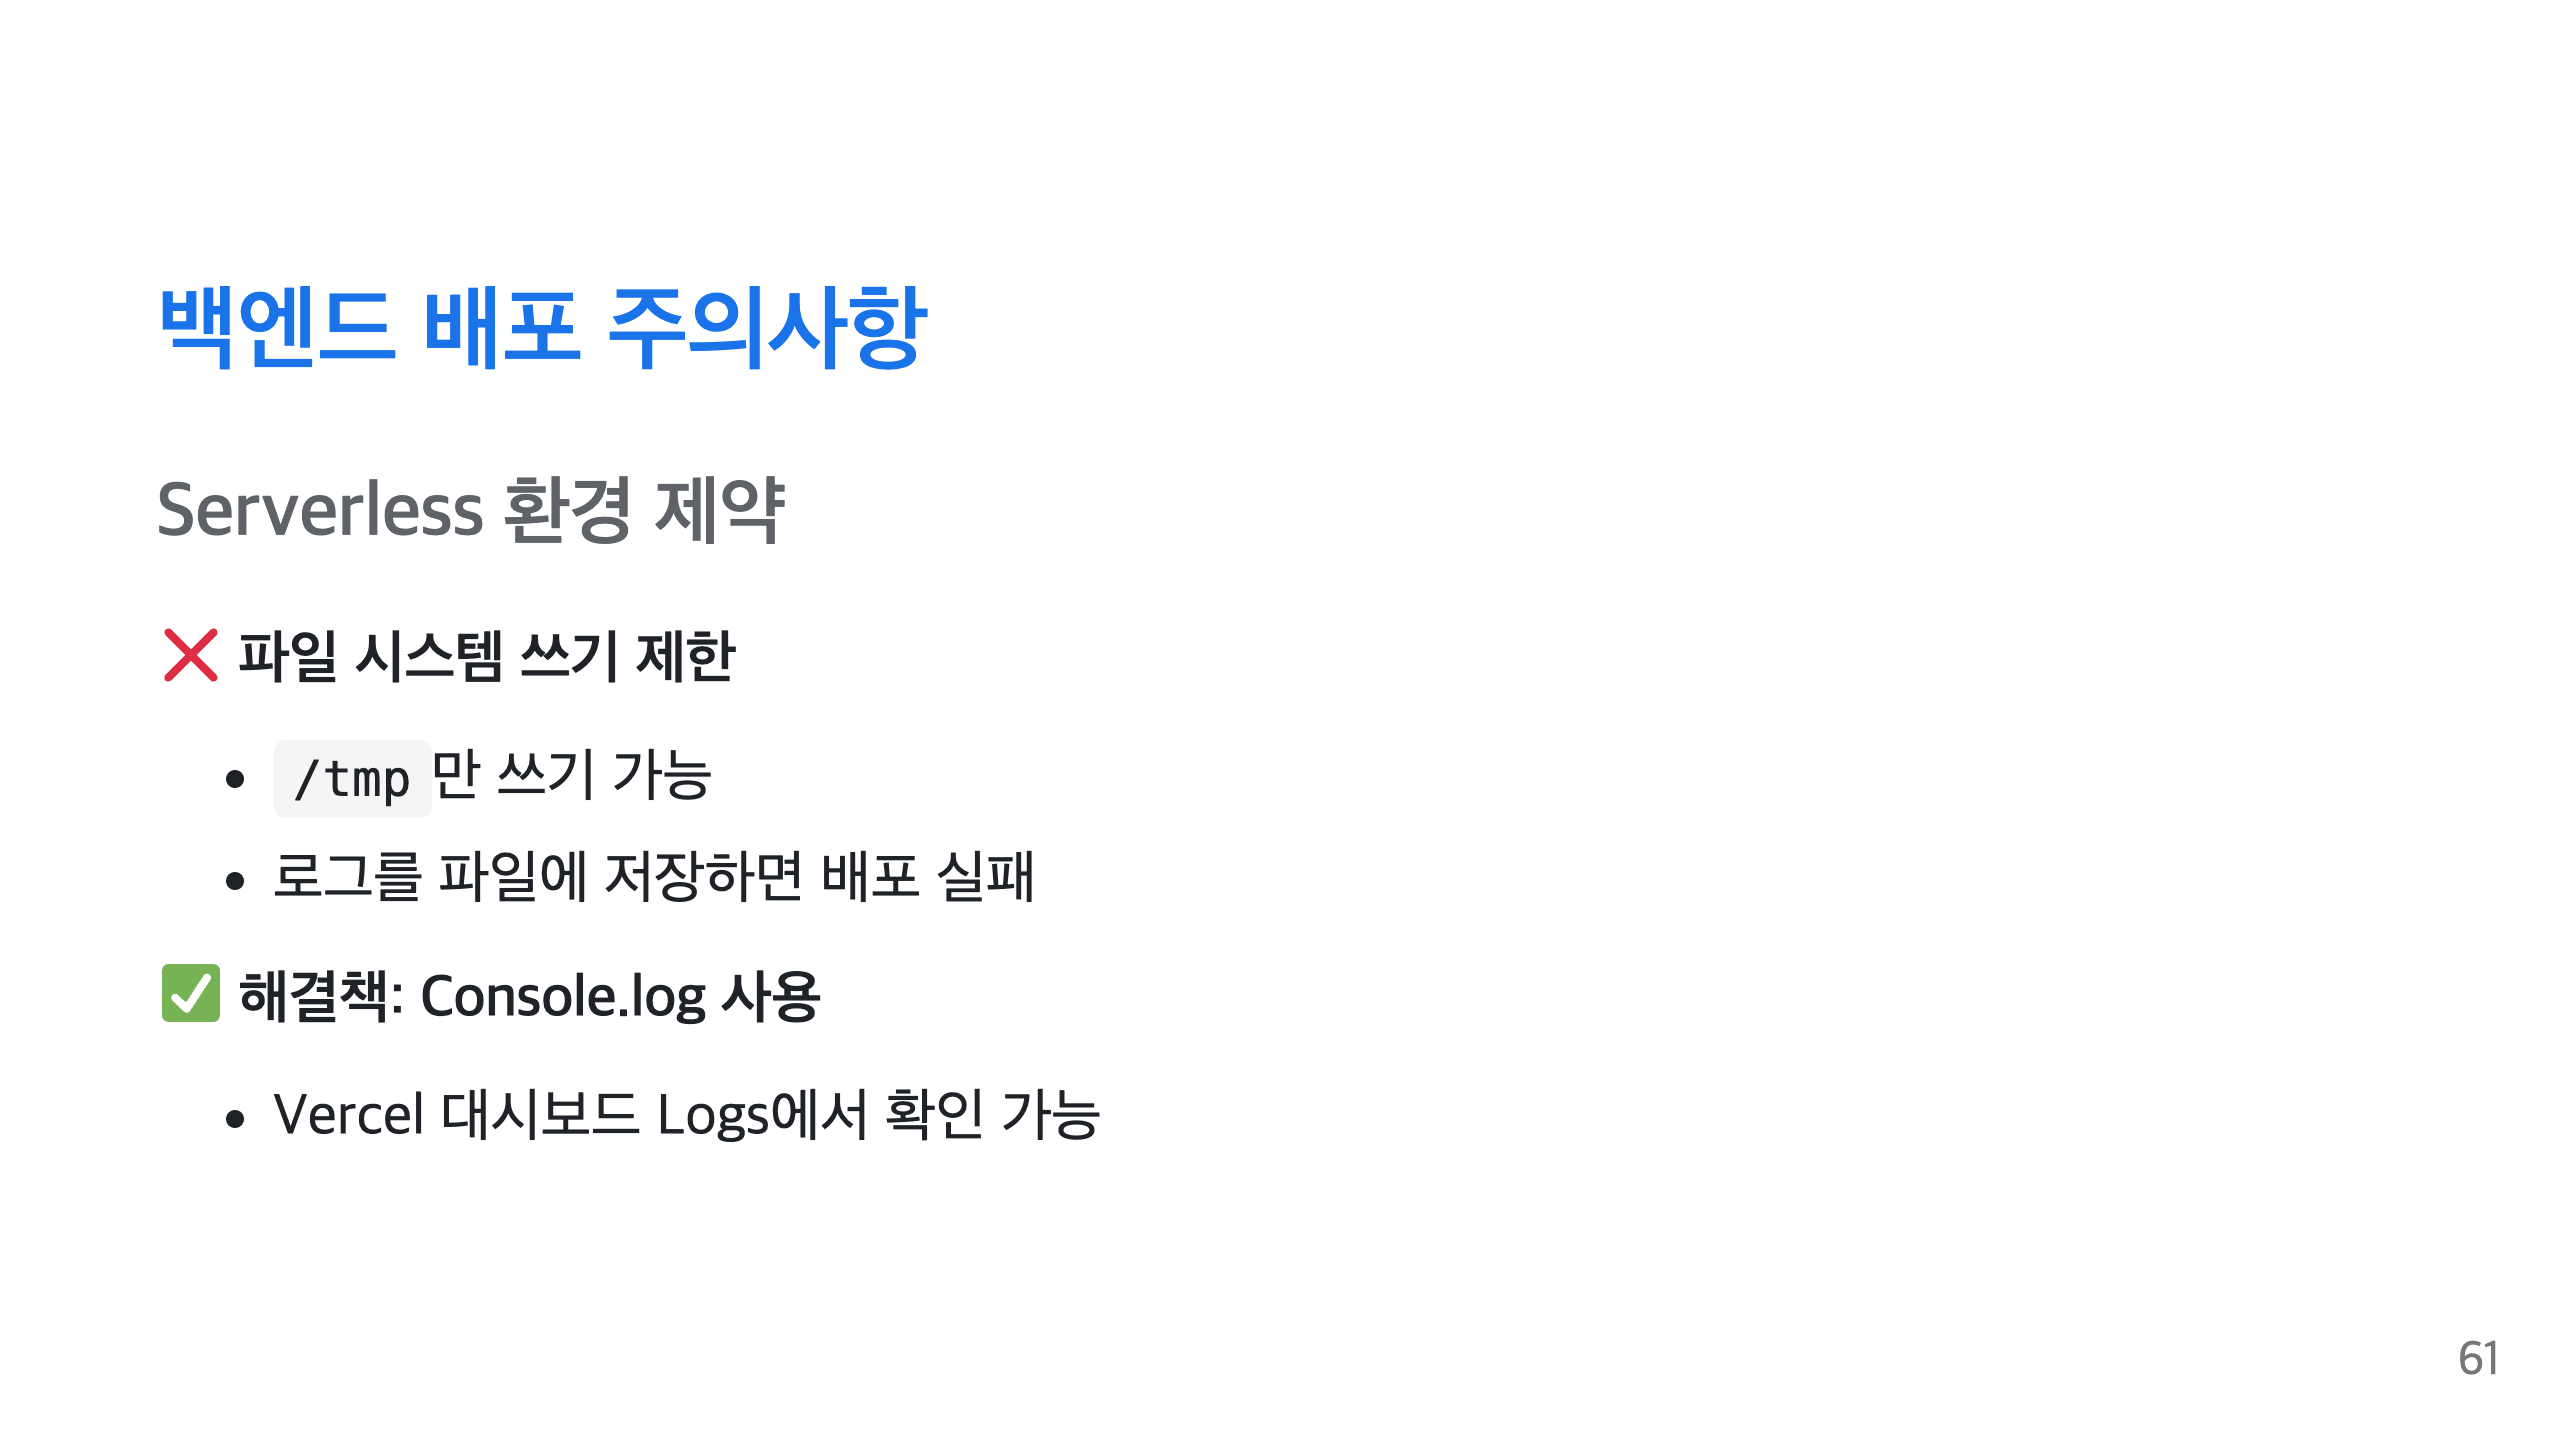 백엔드 배포 주의사항
Serverless 환경 제약
❌ 파일 시스템 쓰기 제한
• /tmp 만 쓰기 가능
• 로그를 파일에 저장하면 배포 실패
✅ 해결책: Console.log 사용
• Vercel 대시보드 Logs에서 확인 가능
61